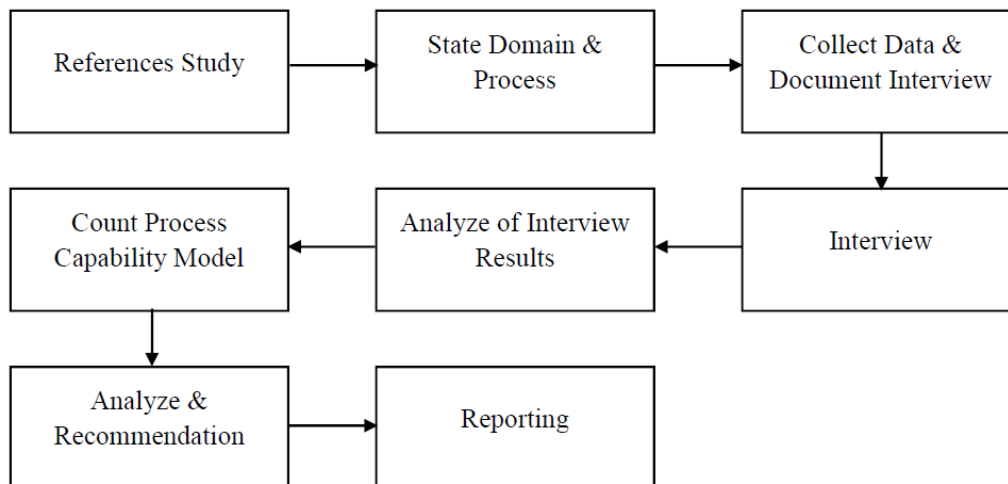 References Study
State Domain &
Process
Collect Data &
Document Interview
Interview
Analyze of Interview
Results
Count Process
Capability Model
Analyze &
Recommendation
Reporting